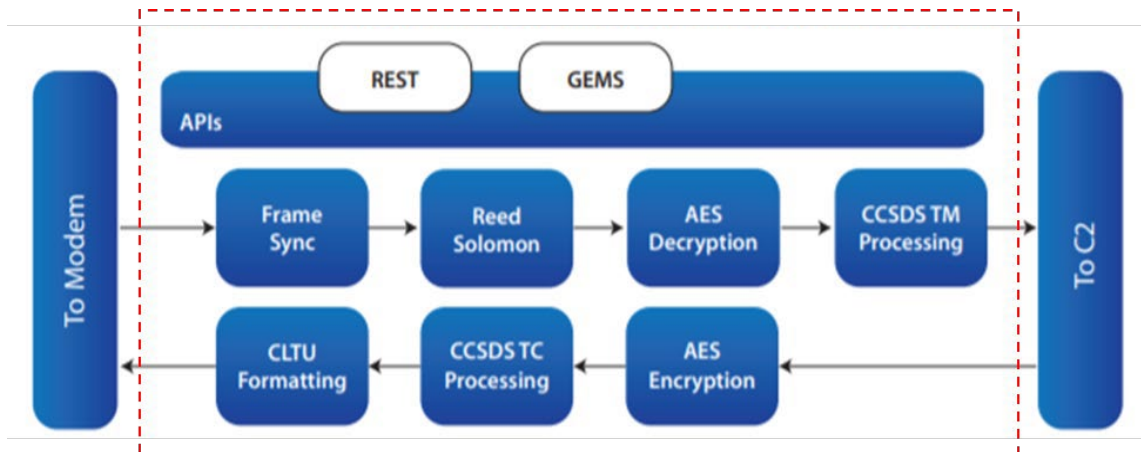 REST
GEMS
APIs
To Modem
Frame
Sync
Reed
Solomon
AES
Decryption
CCSDS TM
Processing
To C2
CLTU
Formatting
CCSDS TC
Processing
AES
Encryption